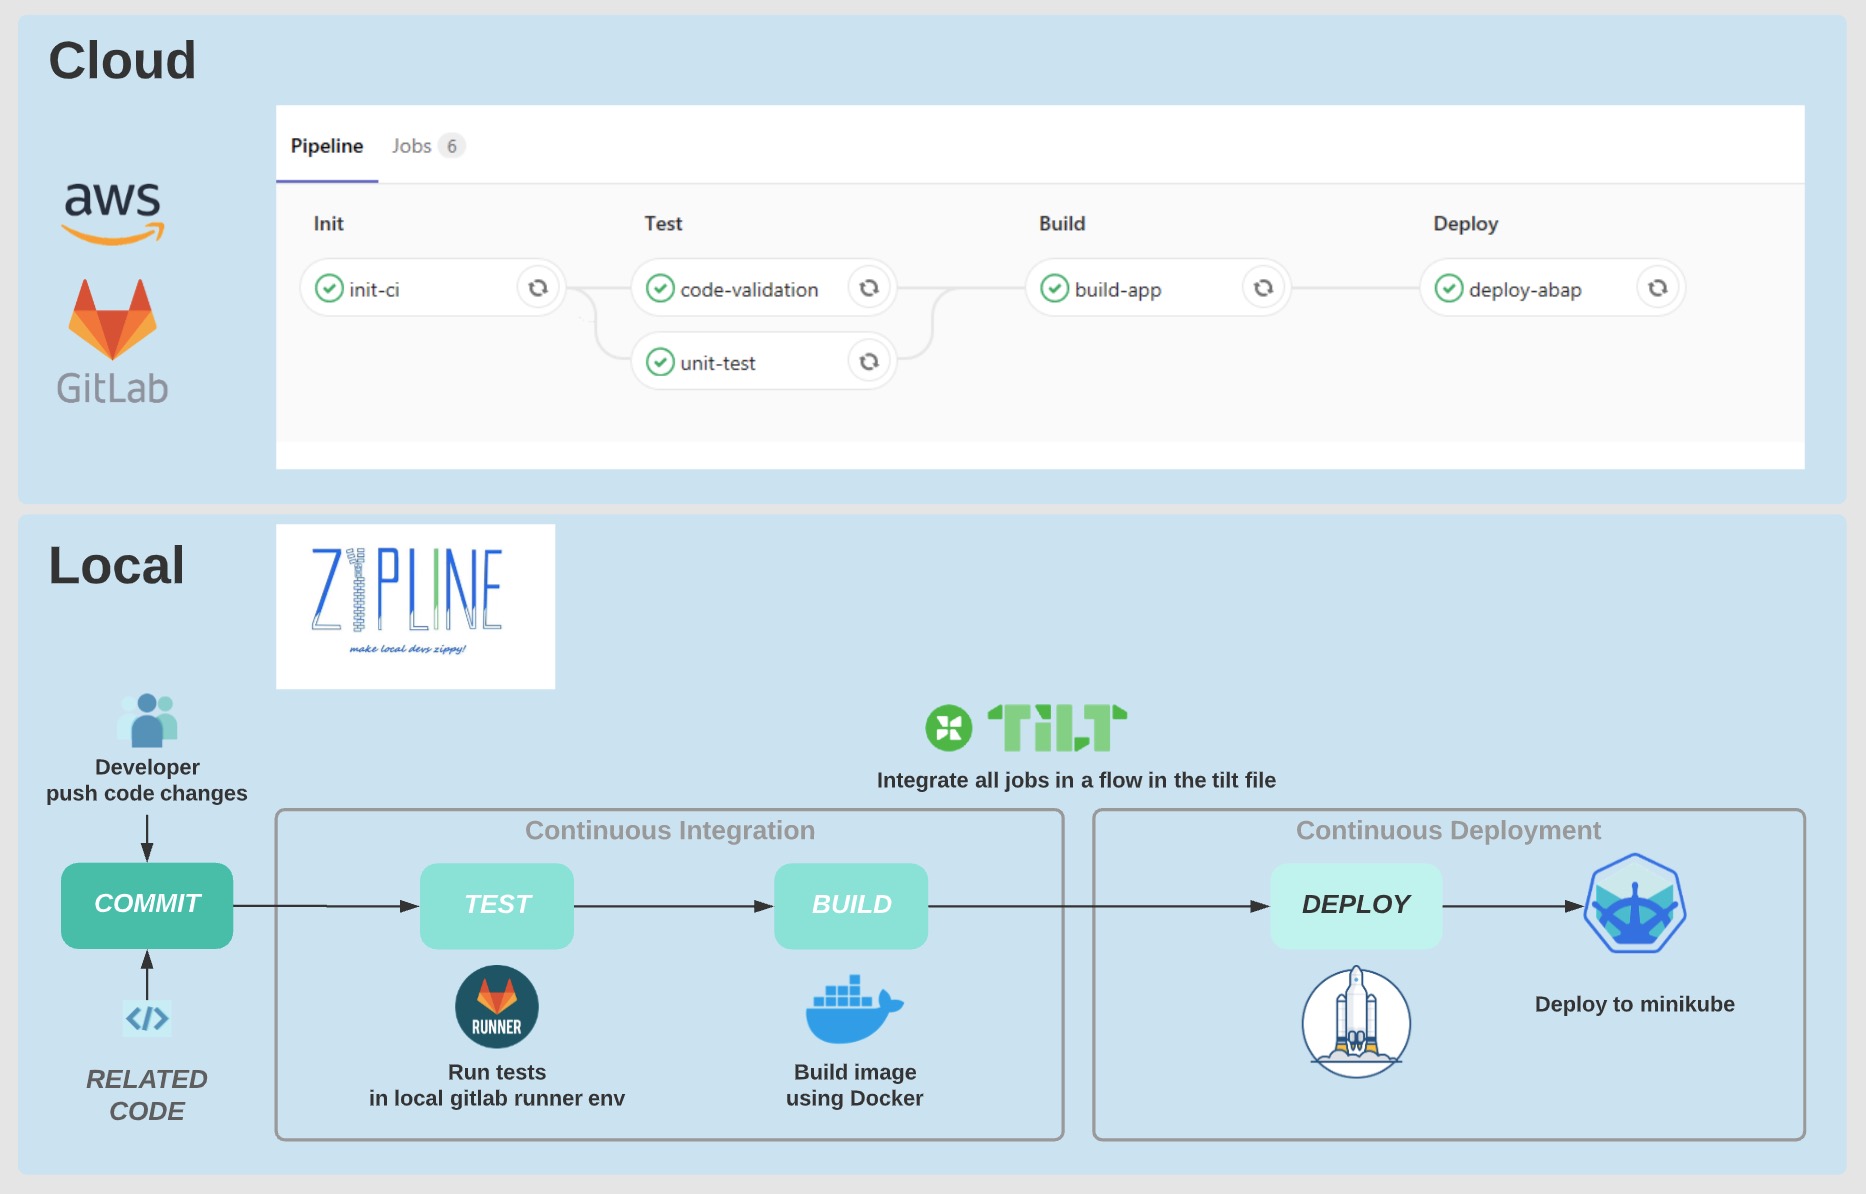 Cloud
aws
GitLab
Pipeline Jobs 6
Init Test Build Deploy
init-ci code-validation build-app deploy-abap
unit-test
Local
ZIPLINE
make local devs zippy!
Developer
push code changes
TILT
Integrate all jobs in a flow in the tilt file
Continuous Integration
Continuous Deployment
COMMIT
TEST
BUILD
DEPLOY
</>
RUNNER
Run tests
in local gitlab runner env
Build image
using Docker
Deploy to minikube
RELATED
CODE